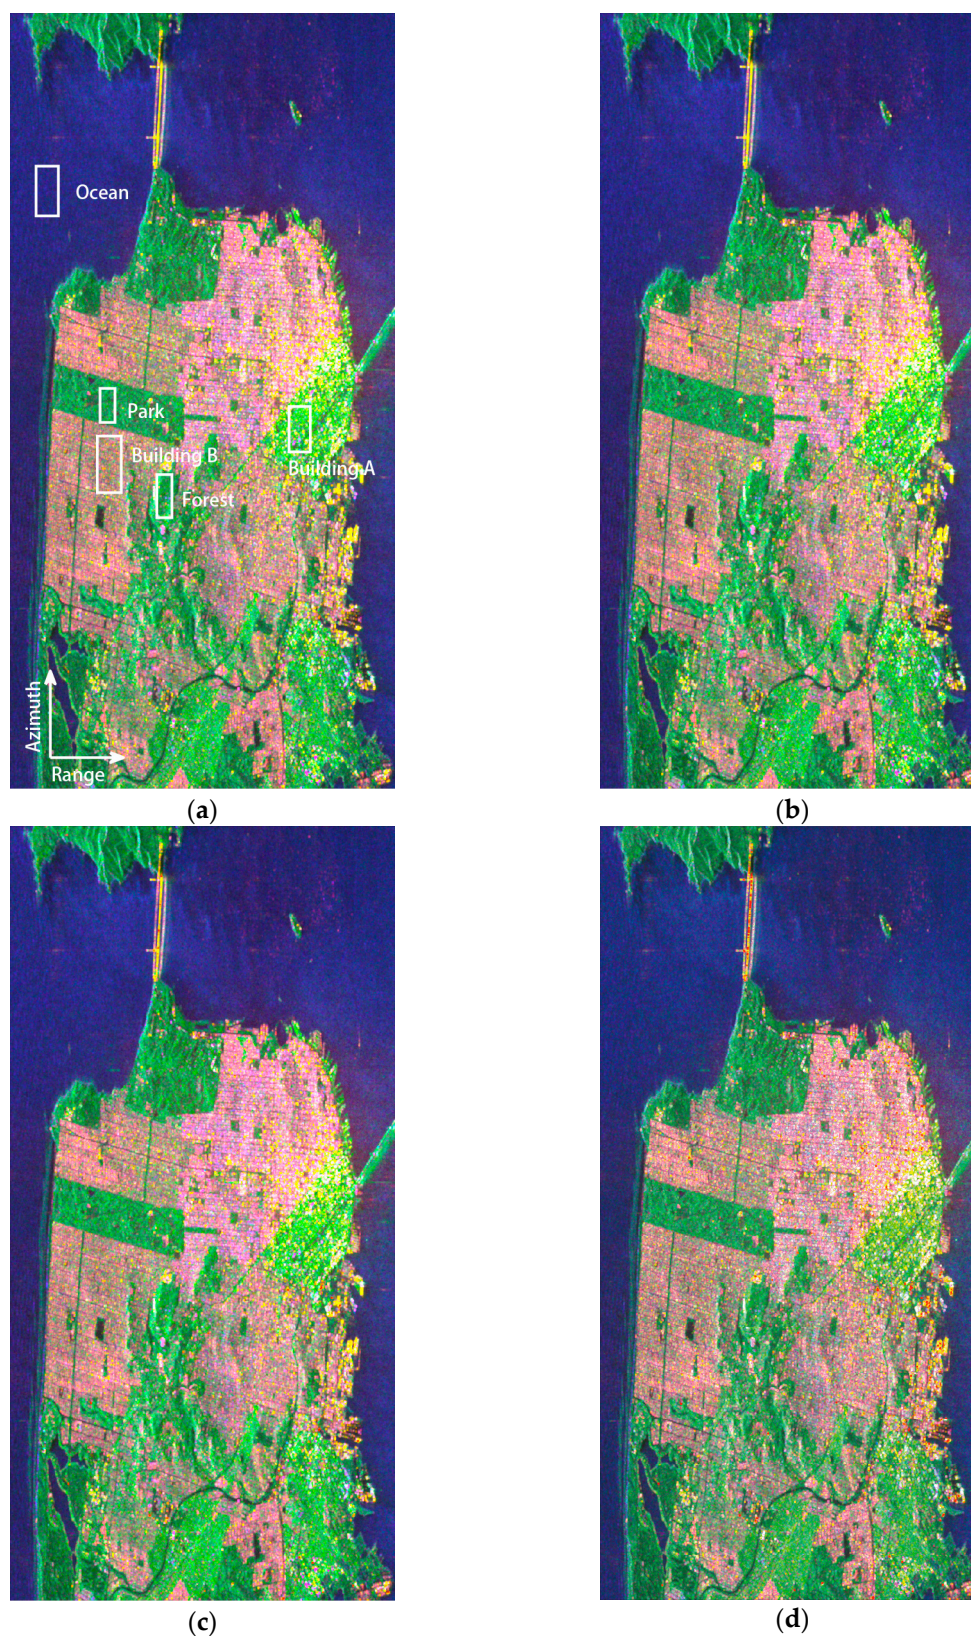 Ocean
Park
Building B
Building A
Forest
Azimuth
Range
(a)
(b)
(c)
(d)